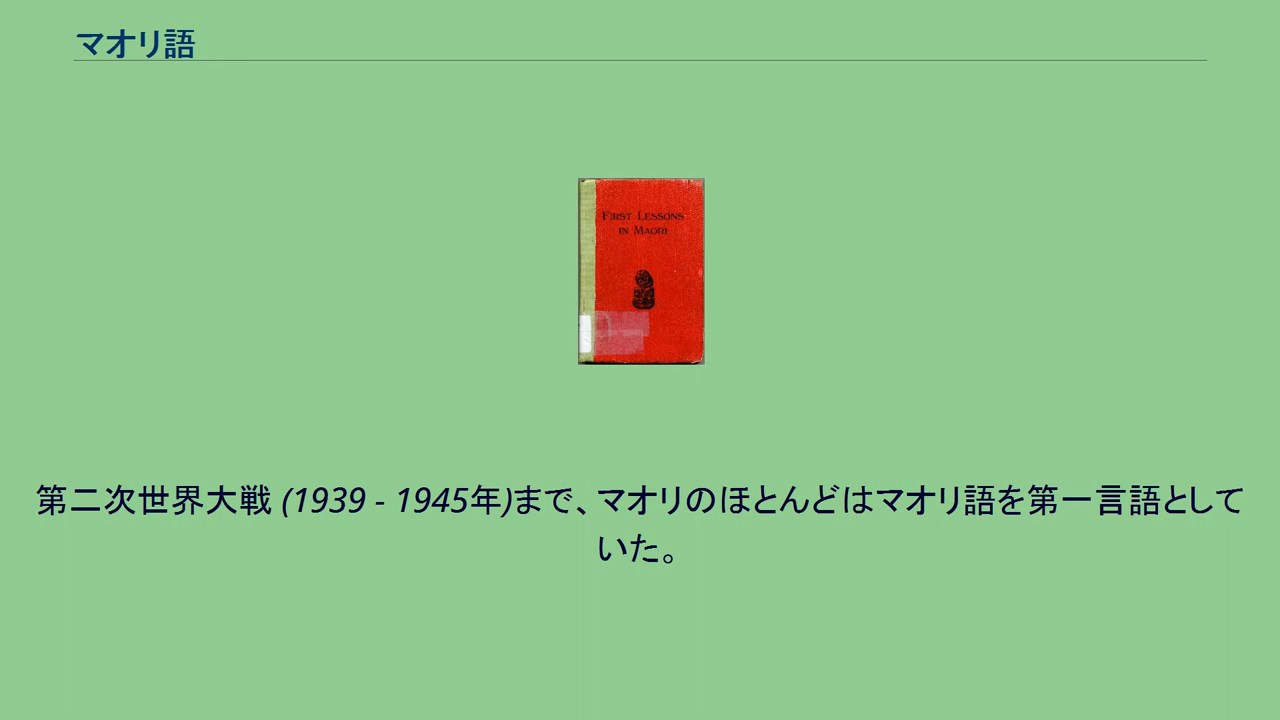 マオリ語
FIRST LESSONS
IN MAORI
第二次世界大戦 (1939 - 1945年)まで、マオリのほとんどはマオリ語を第一言語として
いた。